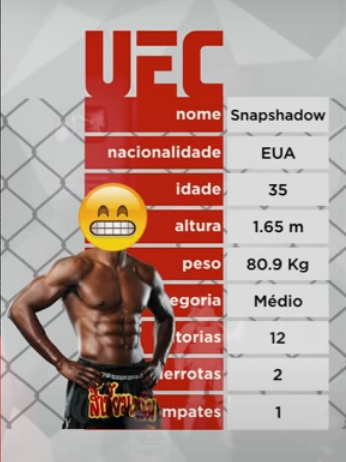 UFC
nome Snapshadow
nacionalidade EUA
idade 35
altura 1.65 m
peso 80.9 Kg
egoria Médio
torias 12
errotas 2
mpates 1